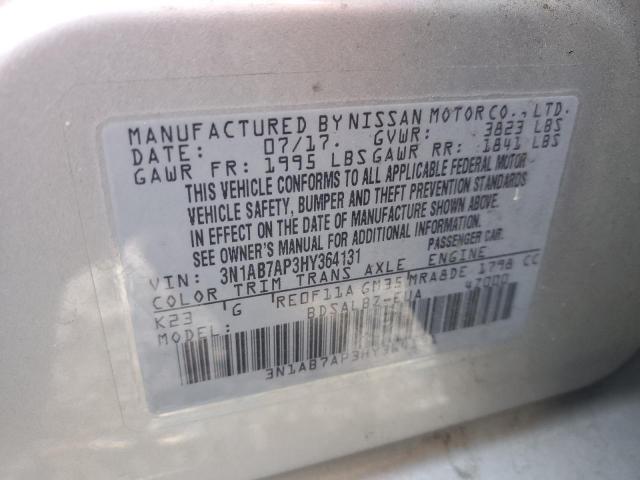 MANUFACTURED BY NISSAN MOTOR CO., LTD.
DATE: 07/17. GVWR: 3823 LBS
GAWR FR: 1995 LBS GAWR RR: 1841 LBS
THIS VEHICLE CONFORMS TO ALL APPLICABLE FEDERAL MOTOR
VEHICLE SAFETY, BUMPER AND THEFT PREVENTION STANDARDS
IN EFFECT ON THE DATE OF MANUFACTURE SHOWN ABOVE.
SEE OWNER'S MANUAL FOR ADDITIONAL INFORMATION.
VIN: 3N1AB7AP3HY364131 PASSENGER CAR
COLOR TRIM TRANS AXLE ENGINE
K23 G RE0F11A GM35 MRA8DE 1798 CC
MODEL: BDSALB7-EUA 47000
3N1AB7AP3HY364131